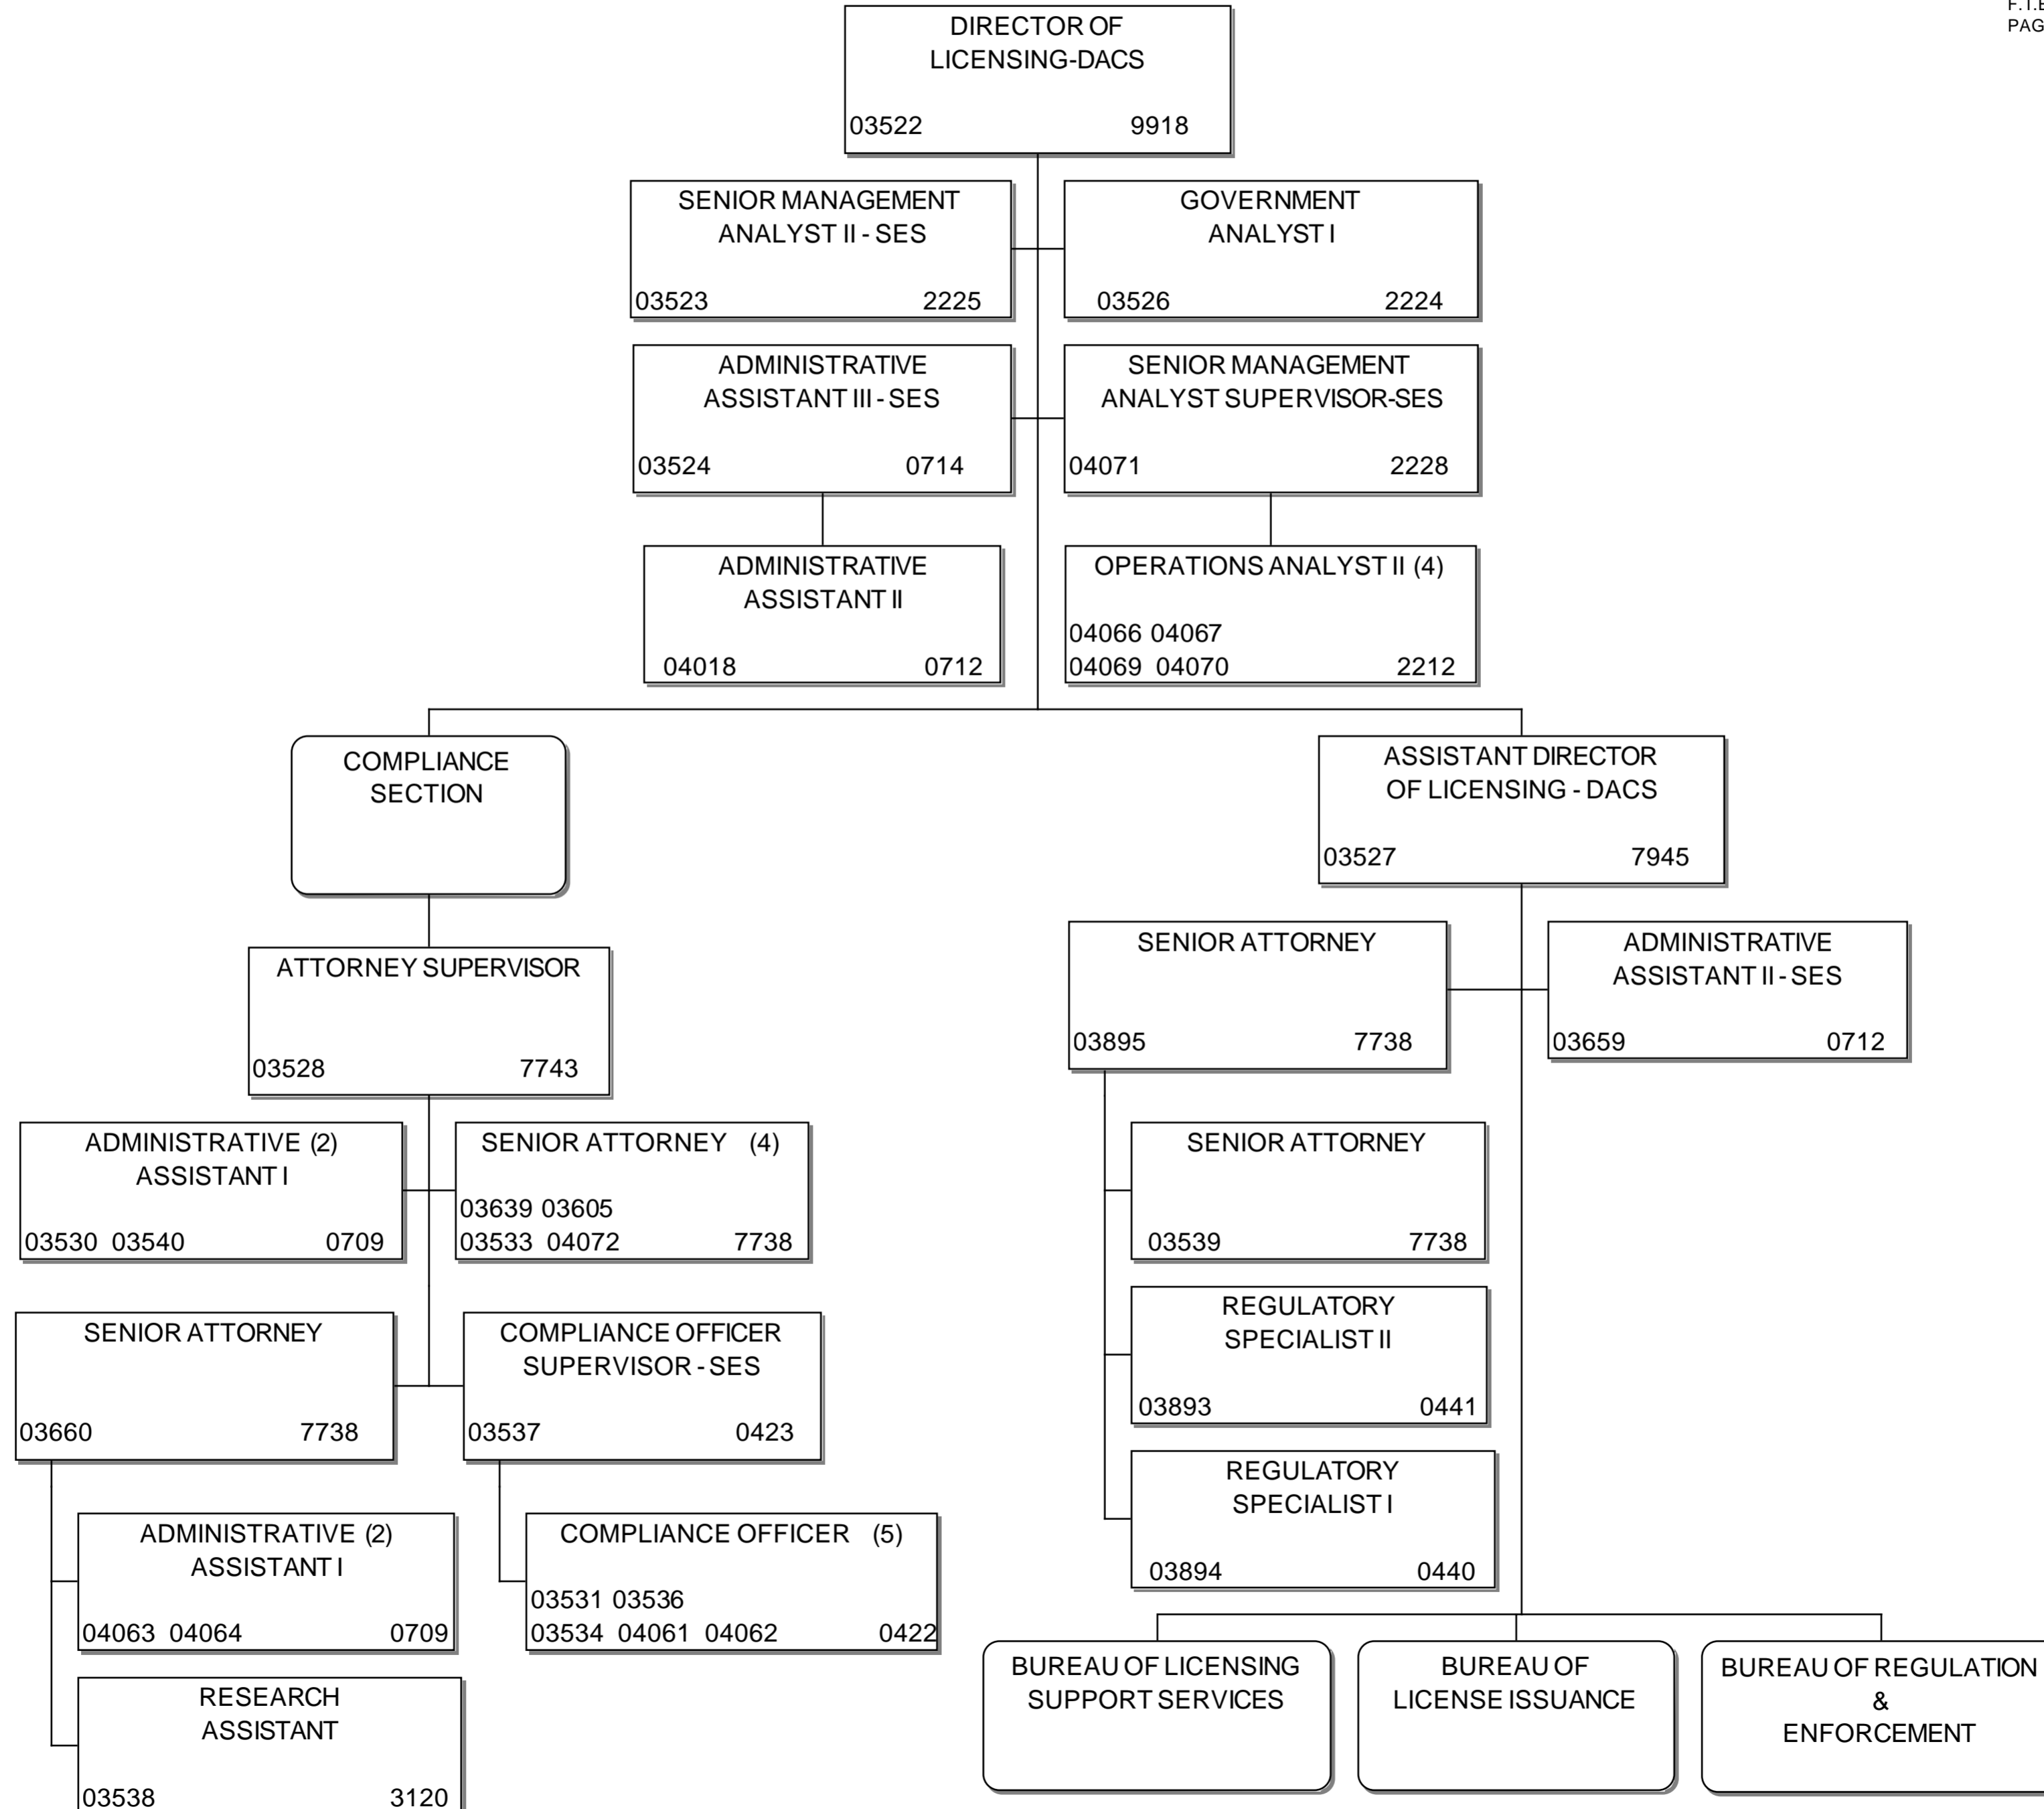 F.T.E
PAG
DIRECTOR OF
LICENSING-DACS
03522 9918
SENIOR MANAGEMENT
ANALYST II - SES
03523 2225
GOVERNMENT
ANALYST I
03526 2224
ADMINISTRATIVE
ASSISTANT III - SES
03524 0714
SENIOR MANAGEMENT
ANALYST SUPERVISOR-SES
04071 2228
ADMINISTRATIVE
ASSISTANT II
04018 0712
OPERATIONS ANALYST II (4)
04066 04067
04069 04070 2212
COMPLIANCE
SECTION
ASSISTANT DIRECTOR
OF LICENSING - DACS
03527 7945
ATTORNEY SUPERVISOR
03528 7743
SENIOR ATTORNEY
03895 7738
ADMINISTRATIVE
ASSISTANT II - SES
03659 0712
ADMINISTRATIVE (2)
ASSISTANT I
03530 03540 0709
SENIOR ATTORNEY (4)
03639 03605
03533 04072 7738
SENIOR ATTORNEY
03539 7738
SENIOR ATTORNEY
03660 7738
COMPLIANCE OFFICER
SUPERVISOR - SES
03537 0423
REGULATORY
SPECIALIST II
03893 0441
REGULATORY
SPECIALIST I
03894 0440
ADMINISTRATIVE (2)
ASSISTANT I
04063 04064 0709
COMPLIANCE OFFICER (5)
03531 03536
03534 04061 04062 0422
RESEARCH
ASSISTANT
03538 3120
BUREAU OF LICENSING
SUPPORT SERVICES
BUREAU OF
LICENSE ISSUANCE
BUREAU OF REGULATION
&
ENFORCEMENT